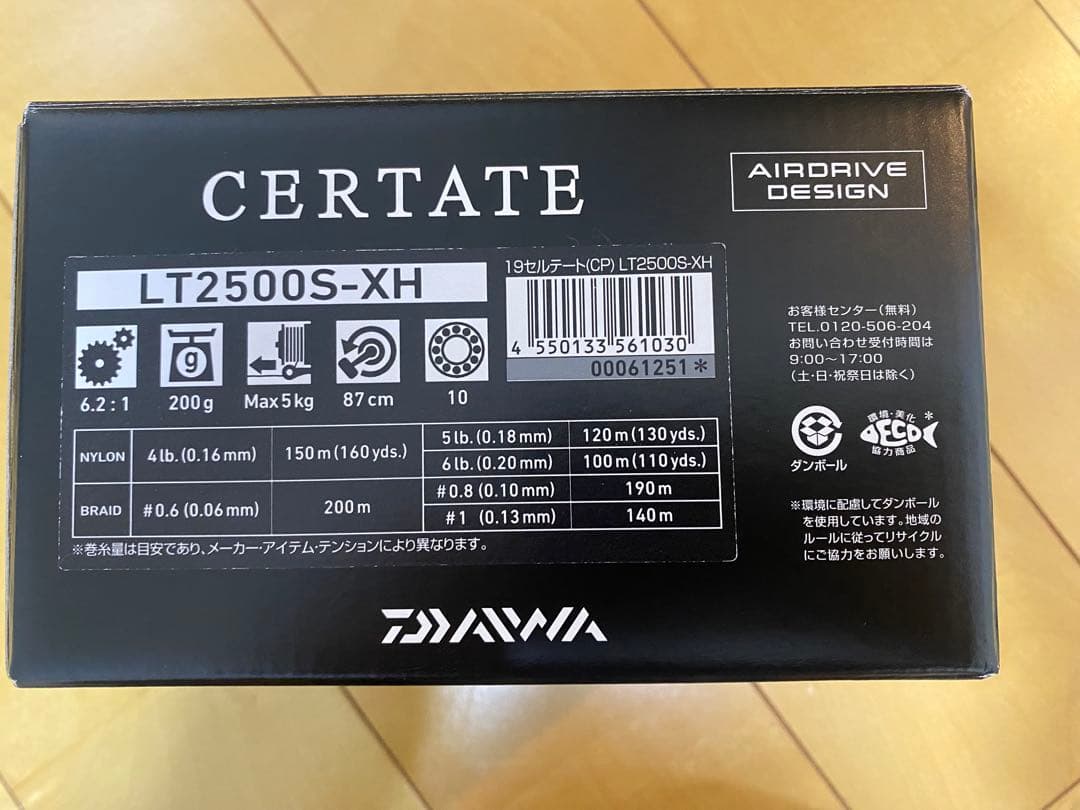 CERTATE
AIRDRIVE
DESIGN
LT2500S-XH
19セルテート(CP) LT2500S-XH
4 550133 561030
00061251*
g
6.2:1
200g
Max5kg
87cm
10
NYLON 4lb.(0.16mm) 150m(160yds.) 5lb.(0.18mm) 120m(130yds.)
6lb.(0.20mm) 100m(110yds.)
BRAID #0.6(0.06mm) 200m #0.8(0.10mm) 190m
#1 (0.13mm) 140m
※巻糸量は目安であり、メーカー・アイテム・テンションにより異なります。
お客様センター(無料)
TEL.0120-506-204
お問い合わせ受付時間は
9:00〜17:00
(土・日・祝祭日は除く)
ダンボール
環境・美化*
ECO
協力商品
※環境に配慮してダンボール
を使用しています。地域の
ルールに従ってリサイクル
にご協力をお願いします。
DAIWA